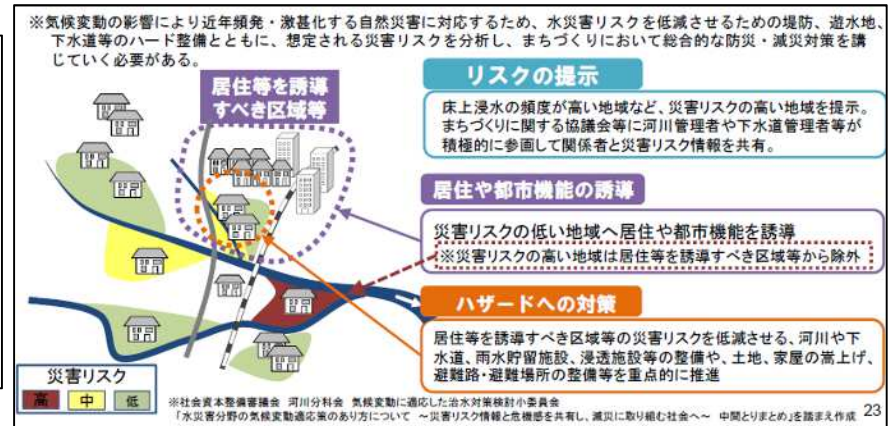 ※気候変動の影響により近年頻発・激甚化する自然災害に対応するため、水災害リスクを低減させるための堤防、遊水地、
下水道等のハード整備とともに、想定される災害リスクを分析し、まちづくりにおいて総合的な防災・減災対策を講
じていく必要がある。
居住等を誘導
すべき区域等
リスクの提示
床上浸水の頻度が高い地域など、災害リスクの高い地域を提示。
まちづくりに関する協議会等に河川管理者や下水道管理者等が
積極的に参画して関係者と災害リスク情報を共有。
居住や都市機能の誘導
災害リスクの低い地域へ居住や都市機能を誘導
※災害リスクの高い地域は居住等を誘導すべき区域等から除外
ハザードへの対策
居住等を誘導すべき区域等の災害リスクを低減させる、河川や下
水道、雨水貯留施設、浸透施設等の整備や、土地、家屋の嵩上げ、
避難路・避難場所の整備等を重点的に推進
災害リスク
高 中 低
※社会資本整備審議会 河川分科会 気候変動に適応した治水対策検討小委員会
「水災害分野の気候変動適応策のあり方について ～災害リスク情報と危機感を共有し、減災に取り組む社会へ～ 中間とりまとめ」を踏まえ作成
23